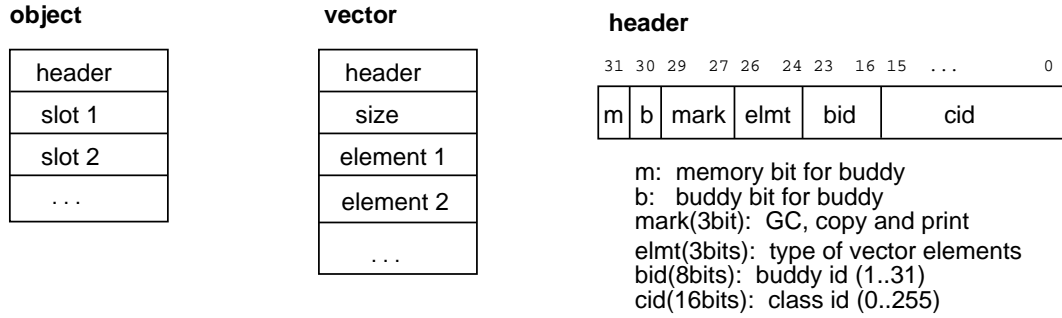 object
header
slot 1
slot 2
...
vector
header
size
element 1
element 2
...
header
31 30 29 27 26 24 23 16 15 ... 0
m b mark elmt bid cid
m: memory bit for buddy
b: buddy bit for buddy
mark(3bit): GC, copy and print
elmt(3bits): type of vector elements
bid(8bits): buddy id (1..31)
cid(16bits): class id (0..255)